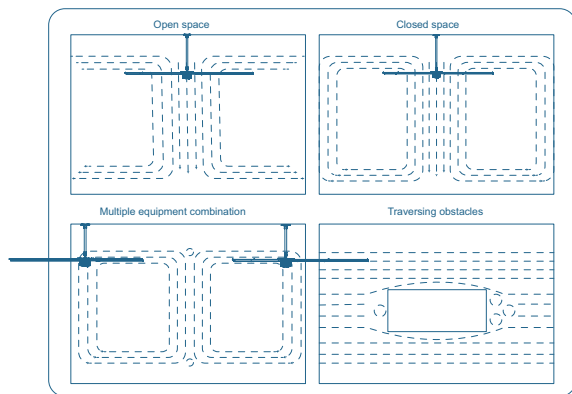 Open space
Closed space
Multiple equipment combination
Traversing obstacles